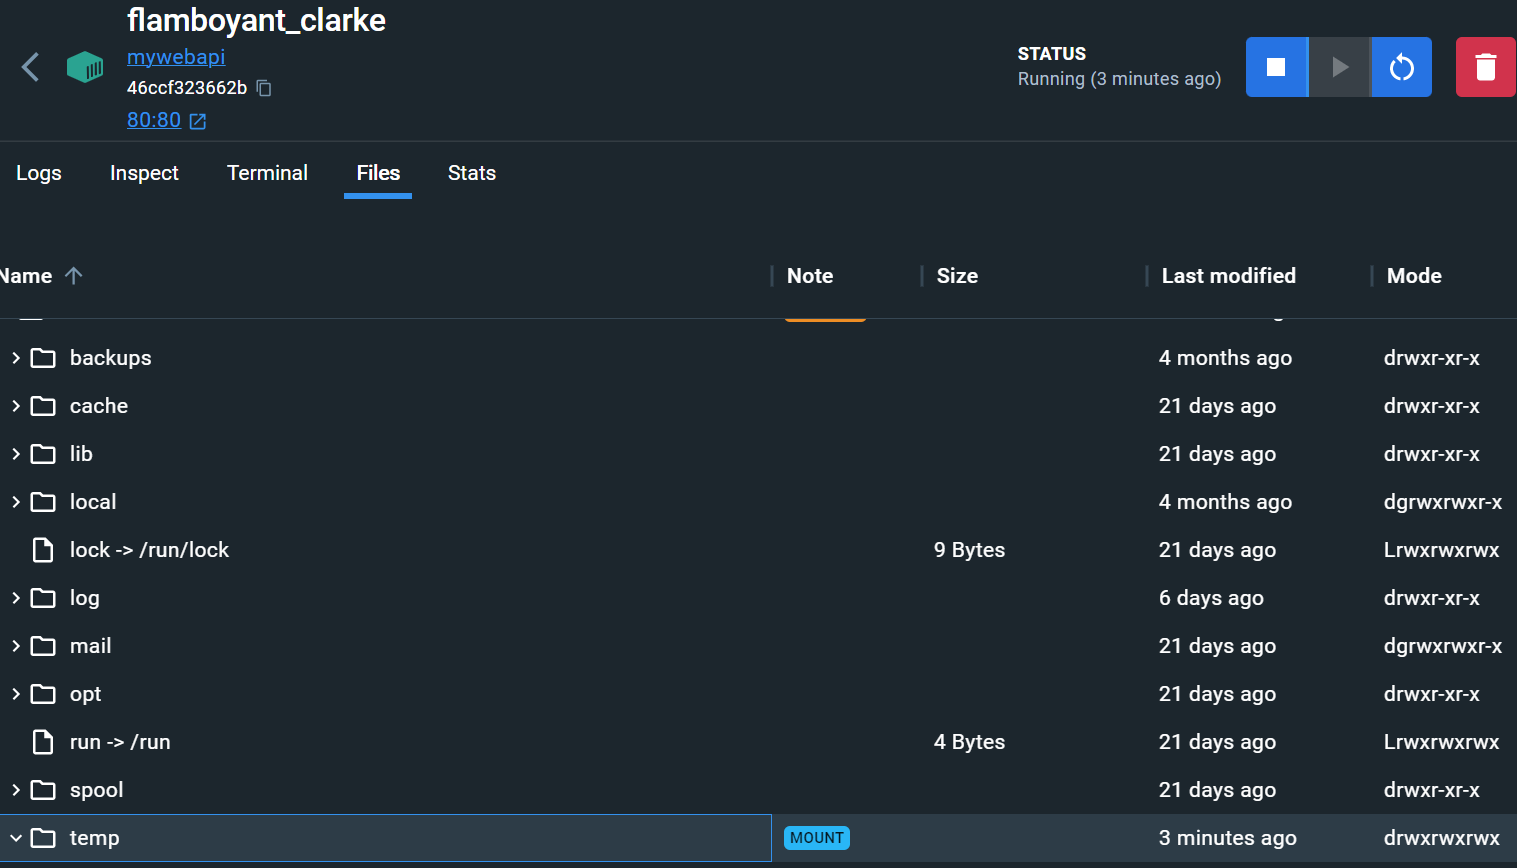 flamboyant_clarke
mywebapi
46ccf323662b
80:80
STATUS
Running (3 minutes ago)
Logs Inspect Terminal Files Stats
Name Note Size Last modified Mode
backups 4 months ago drwxr-xr-x
cache 21 days ago drwxr-xr-x
lib 21 days ago drwxr-xr-x
local 4 months ago dgrwxrwxr-x
lock -> /run/lock 9 Bytes 21 days ago Lrwxrwxrwx
log 6 days ago drwxr-xr-x
mail 21 days ago dgrwxrwxr-x
opt 21 days ago drwxr-xr-x
run -> /run 4 Bytes 21 days ago Lrwxrwxrwx
spool 21 days ago drwxr-xr-x
temp MOUNT 3 minutes ago drwxrwxrwx